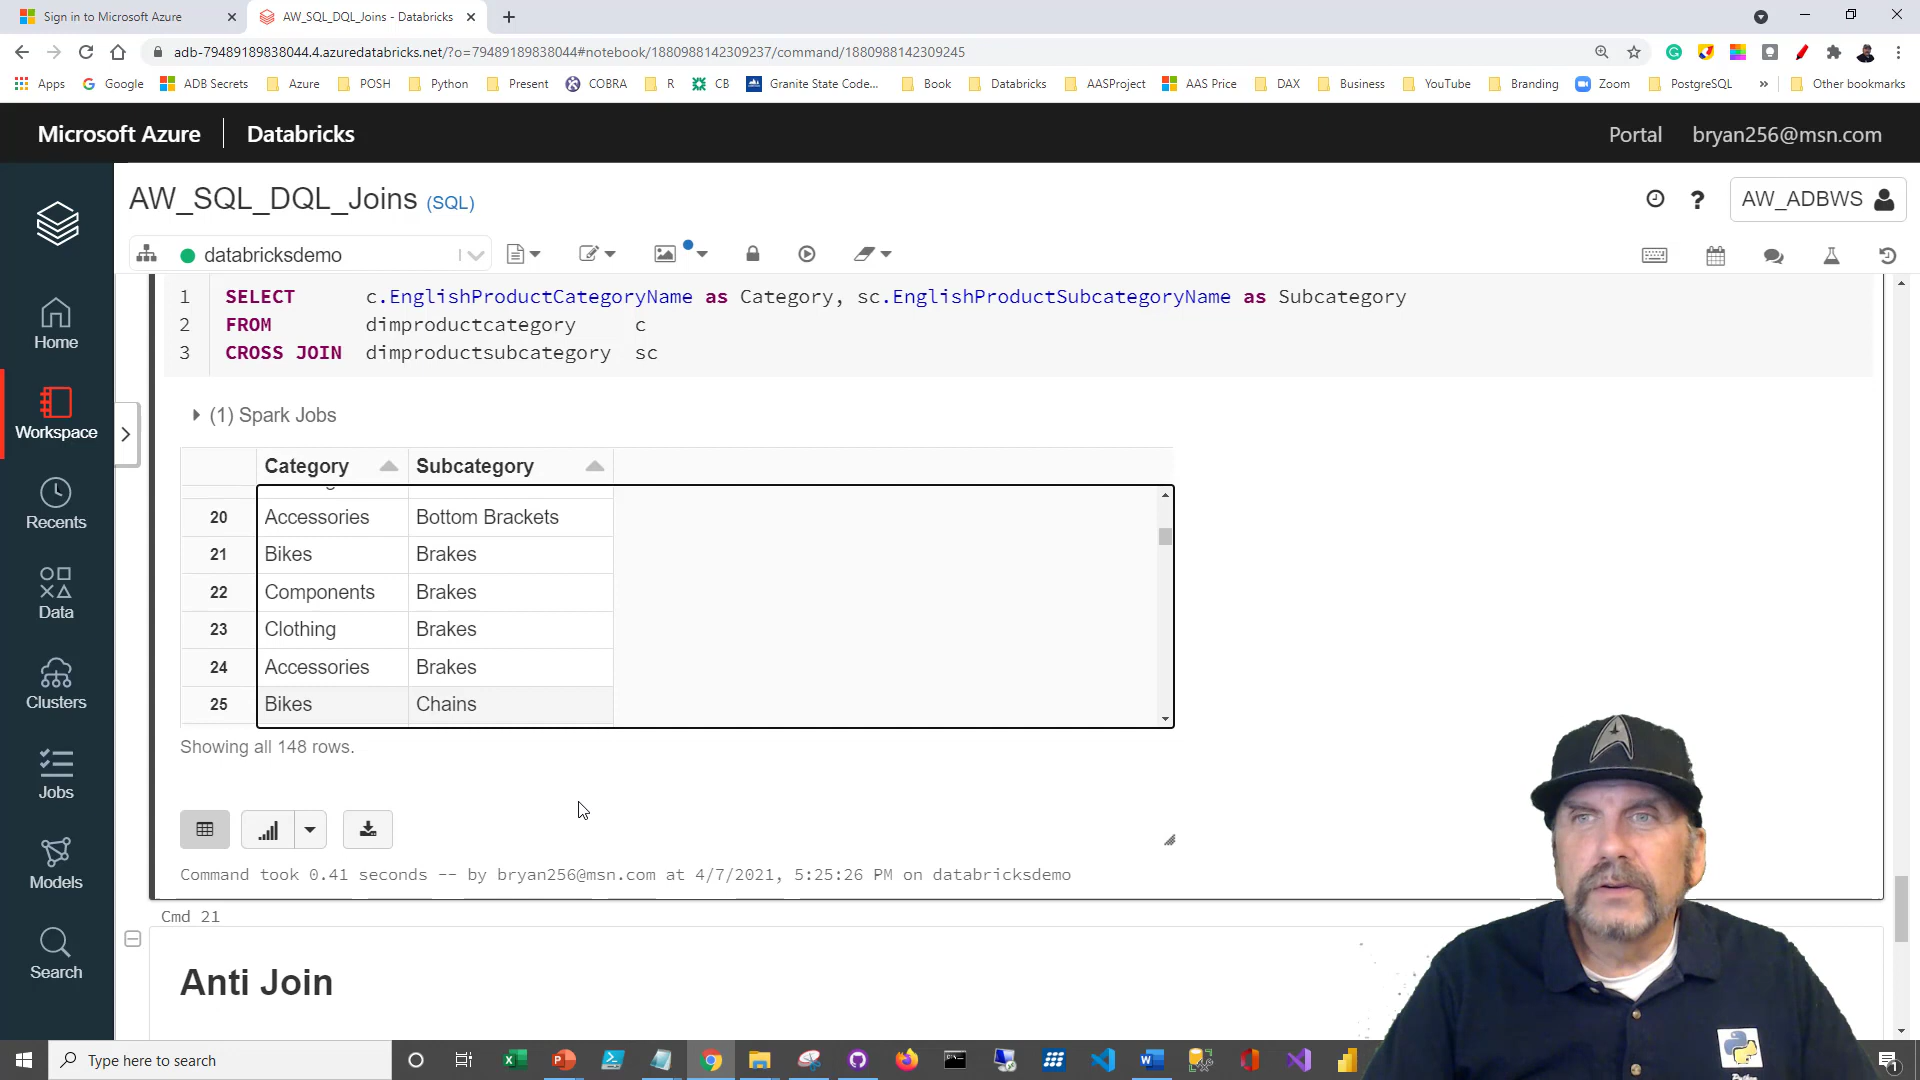 Sign in to Microsoft Azure
AW_SQL_DQL_Joins - Databricks
adb-79489189838044.4.azuredatabricks.net/?o=79489189838044#notebook/1880988142309237/command/1880988142309245
Apps
Google
ADB Secrets
Azure
POSH
Python
Present
COBRA
R
CB
Granite State Code...
Book
Databricks
AASProject
AAS Price
DAX
Business
YouTube
Branding
Zoom
PostgreSQL
»
Other bookmarks
Microsoft Azure
Databricks
Portal
bryan256@msn.com
AW_SQL_DQL_Joins (SQL)
? AW_ADBWS
databricksdemo
Home
Workspace
Recents
Data
Clusters
Jobs
Models
Search
1 SELECT c.EnglishProductCategoryName as Category, sc.EnglishProductSubcategoryName as Subcategory
2 FROM dimproductcategory c
3 CROSS JOIN dimproductsubcategory sc
(1) Spark Jobs
Category Subcategory
20 Accessories Bottom Brackets
21 Bikes Brakes
22 Components Brakes
23 Clothing Brakes
24 Accessories Brakes
25 Bikes Chains
Showing all 148 rows.
Command took 0.41 seconds -- by bryan256@msn.com at 4/7/2021, 5:25:26 PM on databricksdemo
Cmd 21
Anti Join
Type here to search